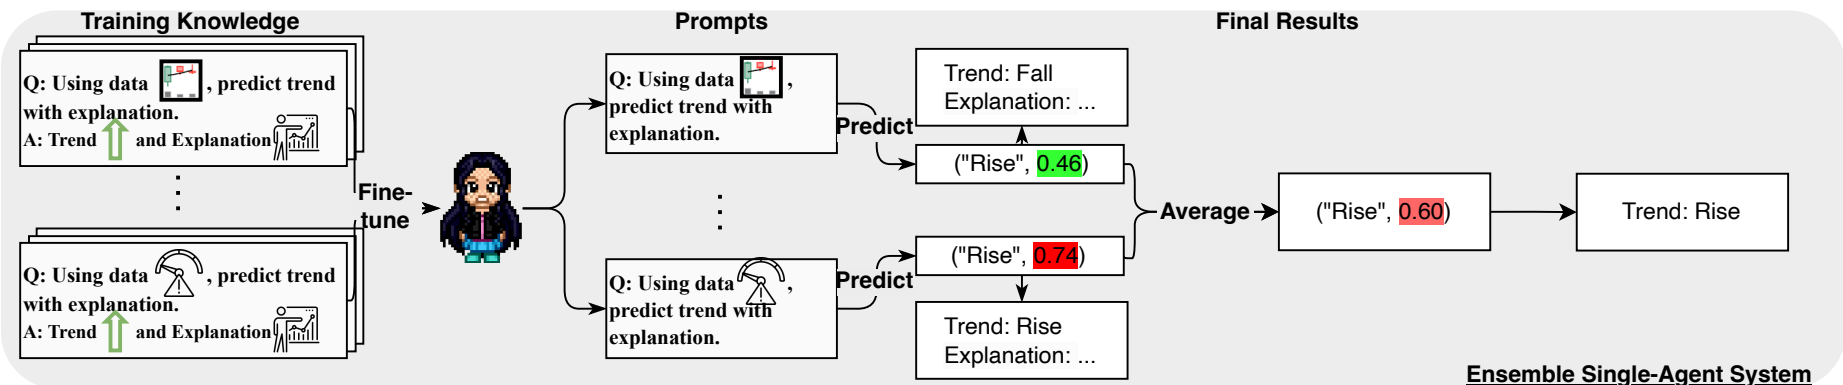 Training Knowledge
Q: Using data , predict trend
with explanation.
A: Trend and Explanation
Q: Using data , predict trend
with explanation.
A: Trend and Explanation
Fine-
tune
Prompts
Q: Using data ,
predict trend with
explanation.
Q: Using data ,
predict trend with
explanation.
Predict
Predict
Final Results
Trend: Fall
Explanation: ...
("Rise", 0.46)
("Rise", 0.74)
Trend: Rise
Explanation: ...
Average
("Rise", 0.60)
Trend: Rise
Ensemble Single-Agent System